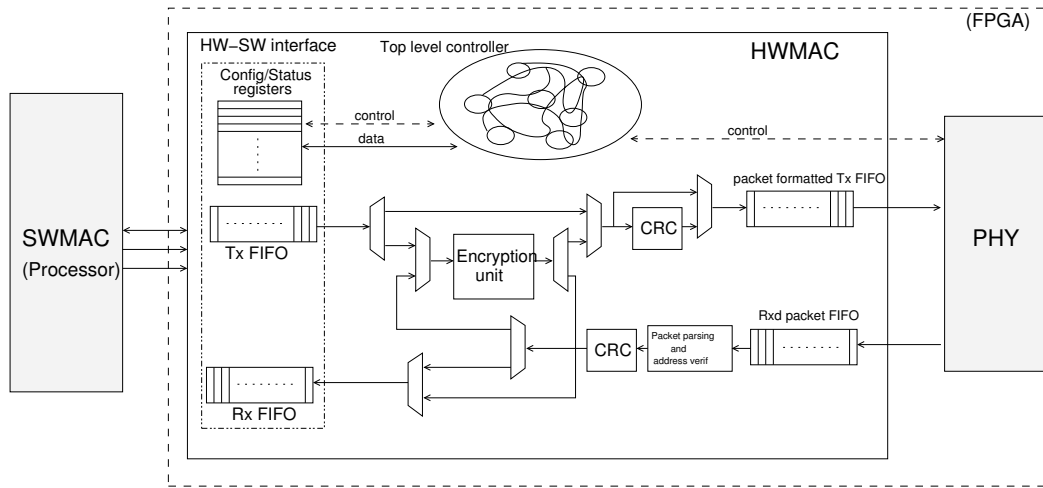 (FPGA)
HW–SW interface
Top level controller
HWMAC
Config/Status
registers
control
data
control
packet formatted Tx FIFO
SWMAC
(Processor)
Tx FIFO
CRC
Encryption
unit
PHY
Rxd packet FIFO
CRC
Packet parsing
and
address verif
Rx FIFO